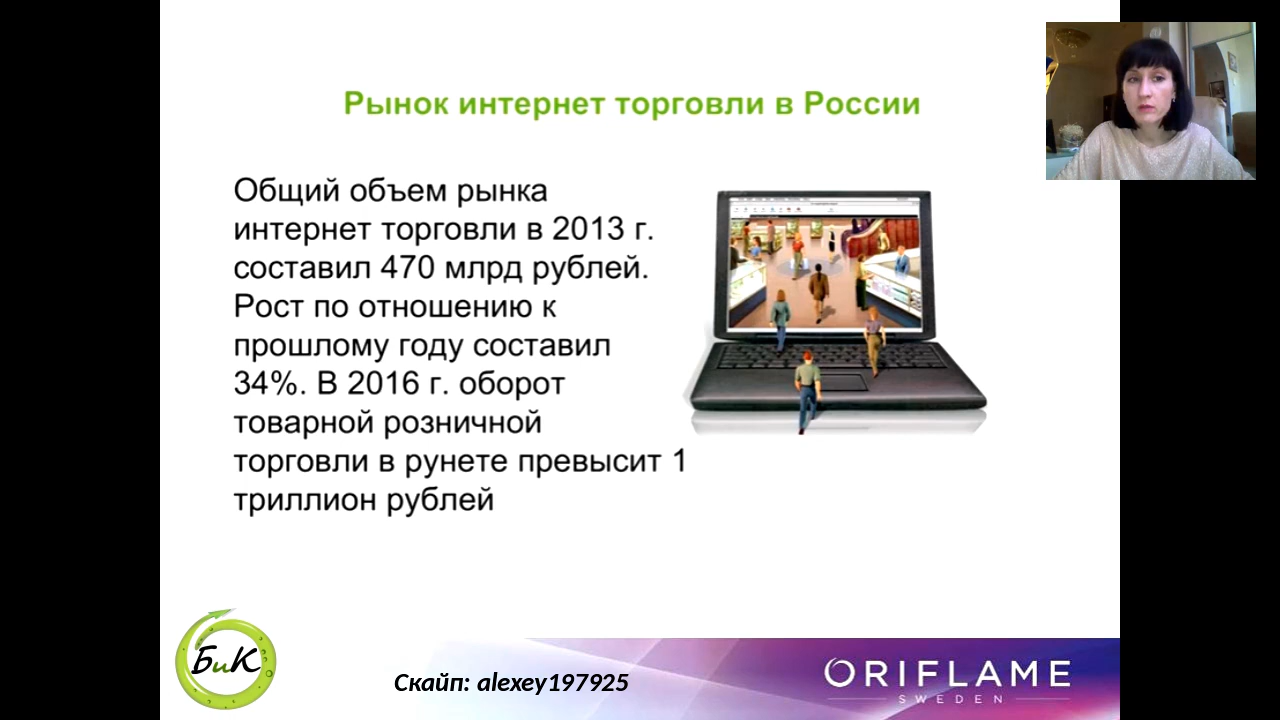 Рынок интернет торговли в России
Общий объем рынка
интернет торговли в 2013 г.
составил 470 млрд рублей.
Рост по отношению к
прошлому году составил
34%. В 2016 г. оборот
товарной розничной
торговли в рунете превысит 1
триллион рублей
БиК
Скайп: alexey197925
ORIFLAME
SWEDEN